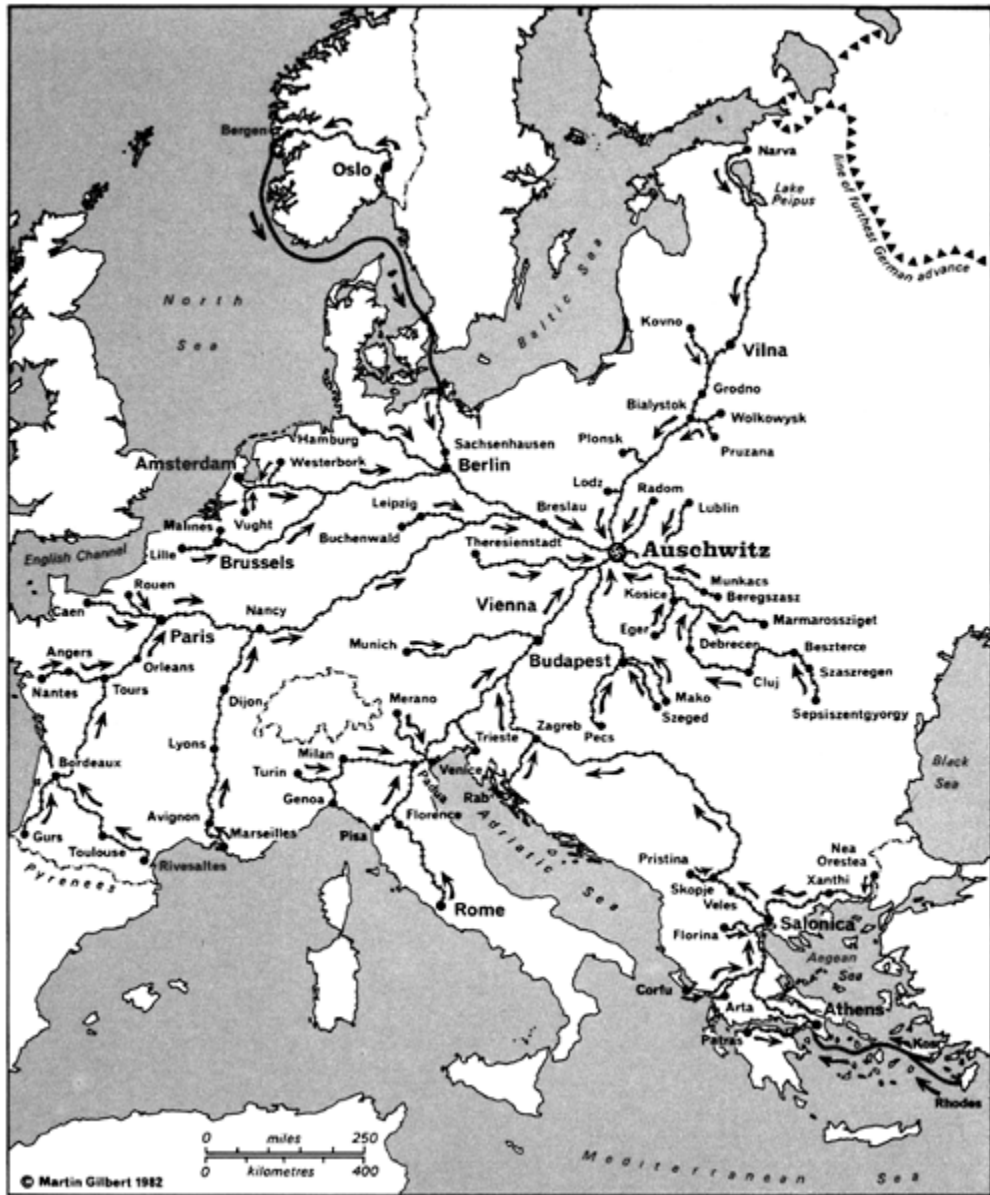 Bergen
Oslo
Narva
Lake
Peipus
line of furthest German advance
North
Sea
Baltic Sea
Kovno
Vilna
Grodno
Bialystok
Wolkowysk
Pruzana
Plonsk
Hamburg
Sachsenhausen
Westerbork
Amsterdam
Berlin
Lodz
Radom
Lublin
Leipzig
Breslau
Vught
Malines
Buchenwald
Theresienstadt
Auschwitz
English Channel
Lille
Brussels
Rouen
Munkacs
Beregszasz
Kosice
Caen
Nancy
Vienna
Marmarossziget
Paris
Eger
Munich
Debrecen
Beszterce
Angers
Orleans
Budapest
Szaszregen
Nantes
Tours
Cluj
Dijon
Merano
Mako
Szeged
Sepsiszentgyorgy
Zagreb
Pecs
Trieste
Lyons
Milan
Venice
Padua
Black
Sea
Bordeaux
Turin
Rab
Genoa
Avignon
Marseilles
Florence
Adriatic Sea
Gurs
Pisa
Toulouse
Rivesaltes
Pyrenees
Nea
Orestea
Pristina
Skopje
Xanthi
Veles
Rome
Salonica
Florina
Aegean
Sea
Corfu
Arta
Athens
Patras
Kos
Rhodes
0 miles 250
0 kilometres 400
Mediterranean Sea
© Martin Gilbert 1982